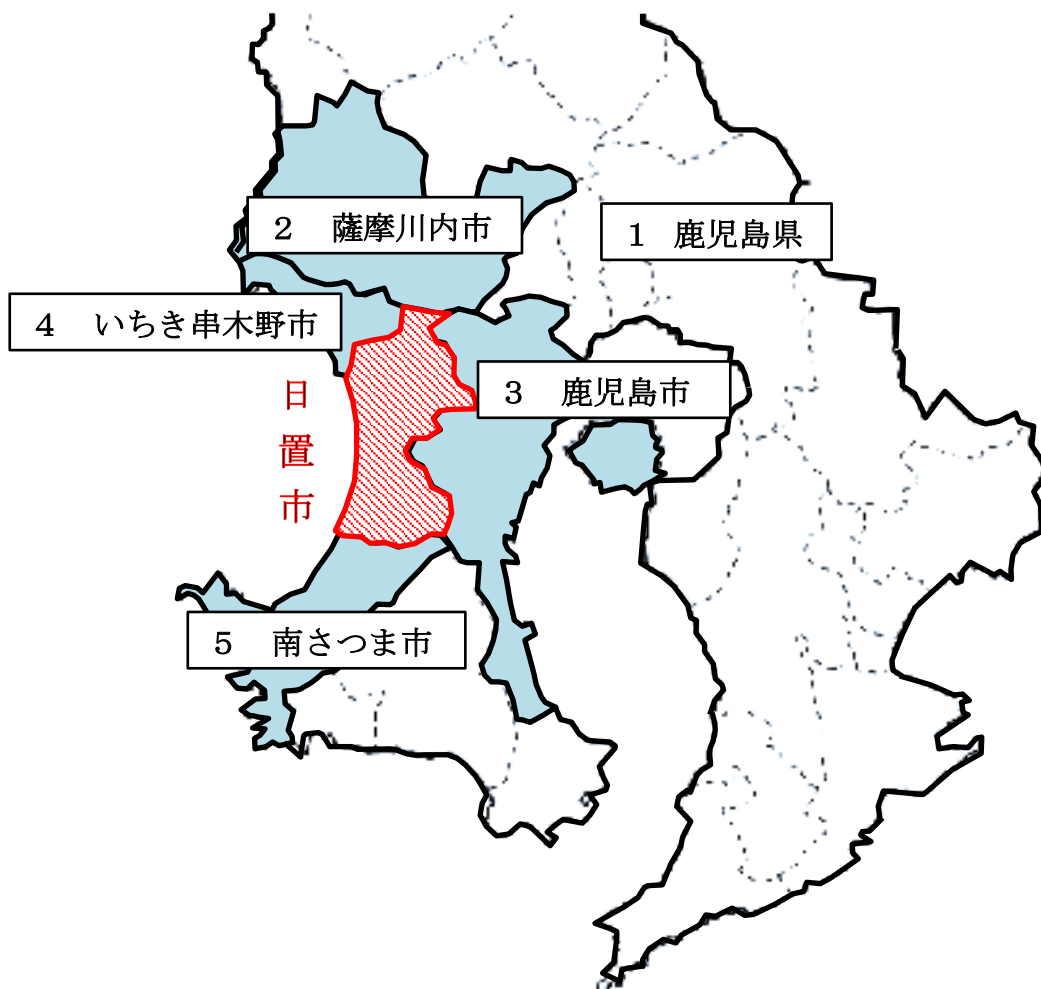 ２　薩摩川内市
１　鹿児島県
４　いちき串木野市
３　鹿児島市
日置市
５　南さつま市